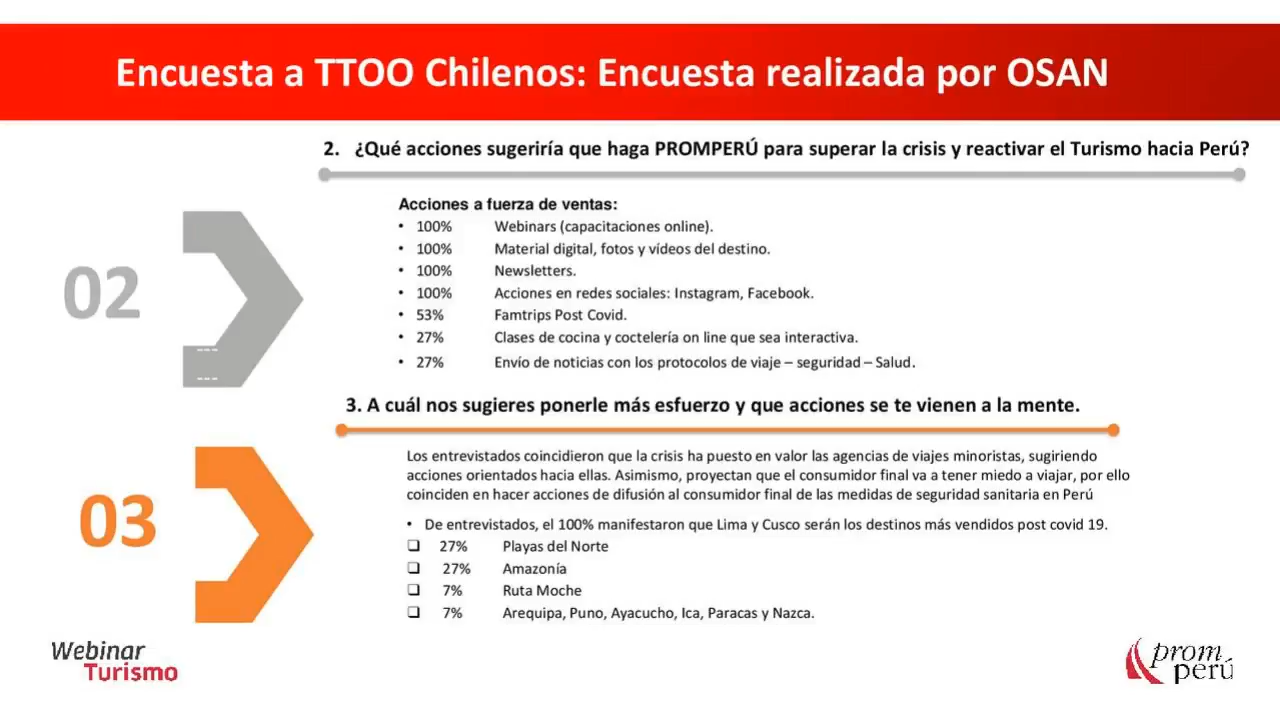 Encuesta a TTOO Chilenos: Encuesta realizada por OSAN
2. ¿Qué acciones sugeriría que haga PROMPERÚ para superar la crisis y reactivar el Turismo hacia Perú?
02
Acciones a fuerza de ventas:
• 100% Webinars (capacitaciones online).
• 100% Material digital, fotos y vídeos del destino.
• 100% Newsletters.
• 100% Acciones en redes sociales: Instagram, Facebook.
• 53% Famtrips Post Covid.
• 27% Clases de cocina y coctelería on line que sea interactiva.
• 27% Envío de noticias con los protocolos de viaje – seguridad – Salud.
---
---
3. A cuál nos sugieres ponerle más esfuerzo y que acciones se te vienen a la mente.
03
Los entrevistados coincidieron que la crisis ha puesto en valor las agencias de viajes minoristas, sugiriendo
acciones orientados hacia ellas. Asimismo, proyectan que el consumidor final va a tener miedo a viajar, por ello
coinciden en hacer acciones de difusión al consumidor final de las medidas de seguridad sanitaria en Perú
• De entrevistados, el 100% manifestaron que Lima y Cusco serán los destinos más vendidos post covid 19.
❑ 27% Playas del Norte
❑ 27% Amazonía
❑ 7% Ruta Moche
❑ 7% Arequipa, Puno, Ayacucho, Ica, Paracas y Nazca.
Webinar
Turismo
prom
perú